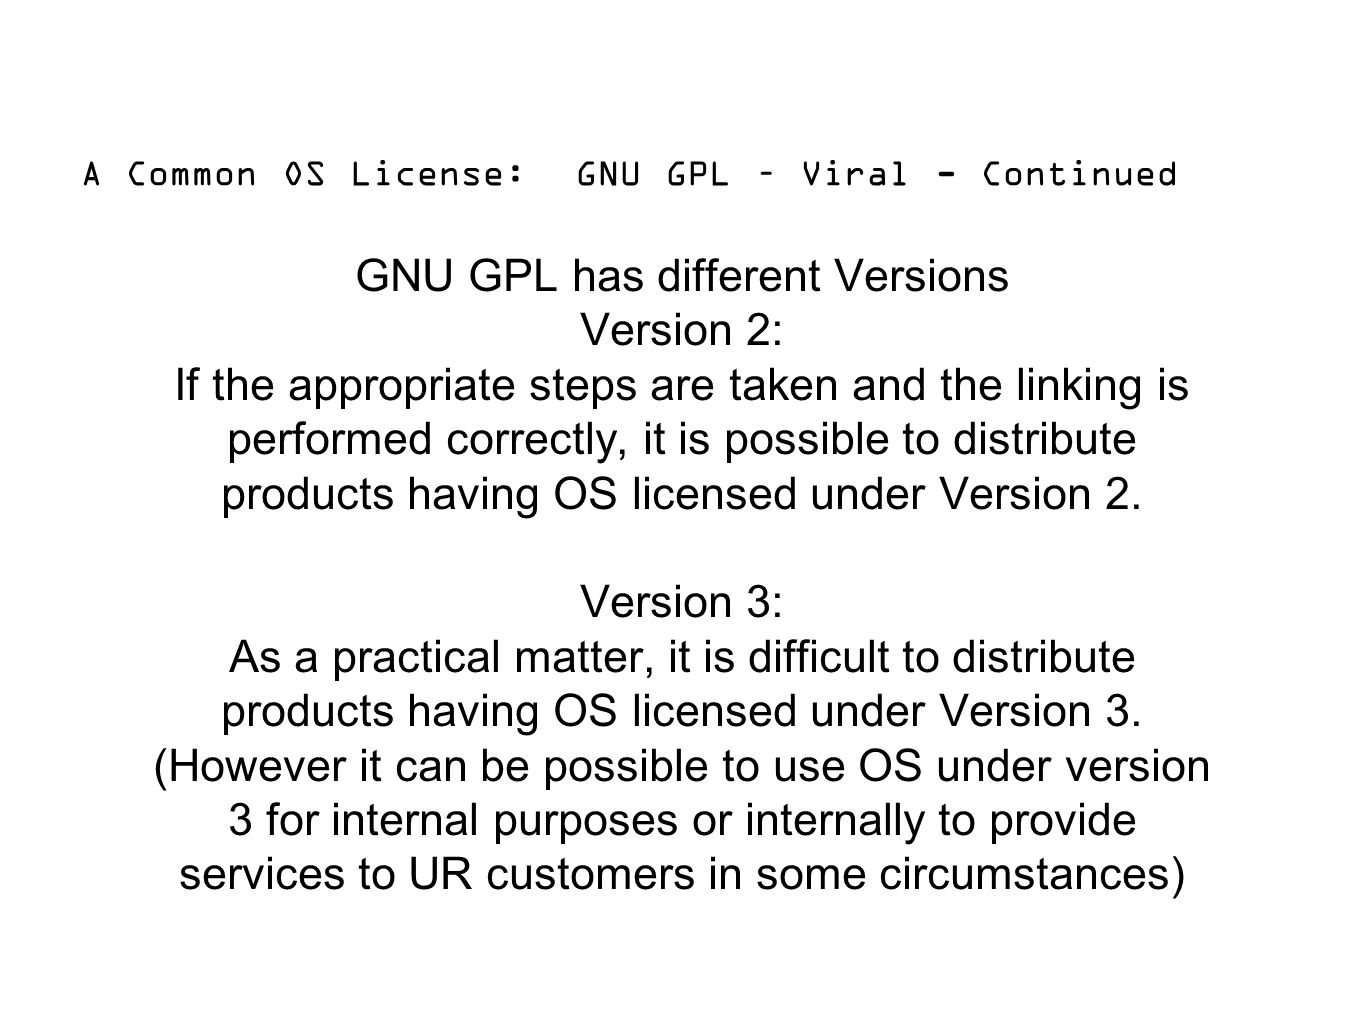 A Common OS License:  GNU GPL - Viral – Continued
GNU GPL has different Versions
Version 2:
If the appropriate steps are taken and the linking is
performed correctly, it is possible to distribute
products having OS licensed under Version 2.
Version 3:
As a practical matter, it is difficult to distribute
products having OS licensed under Version 3.
(However it can be possible to use OS under version
3 for internal purposes or internally to provide
services to UR customers in some circumstances)